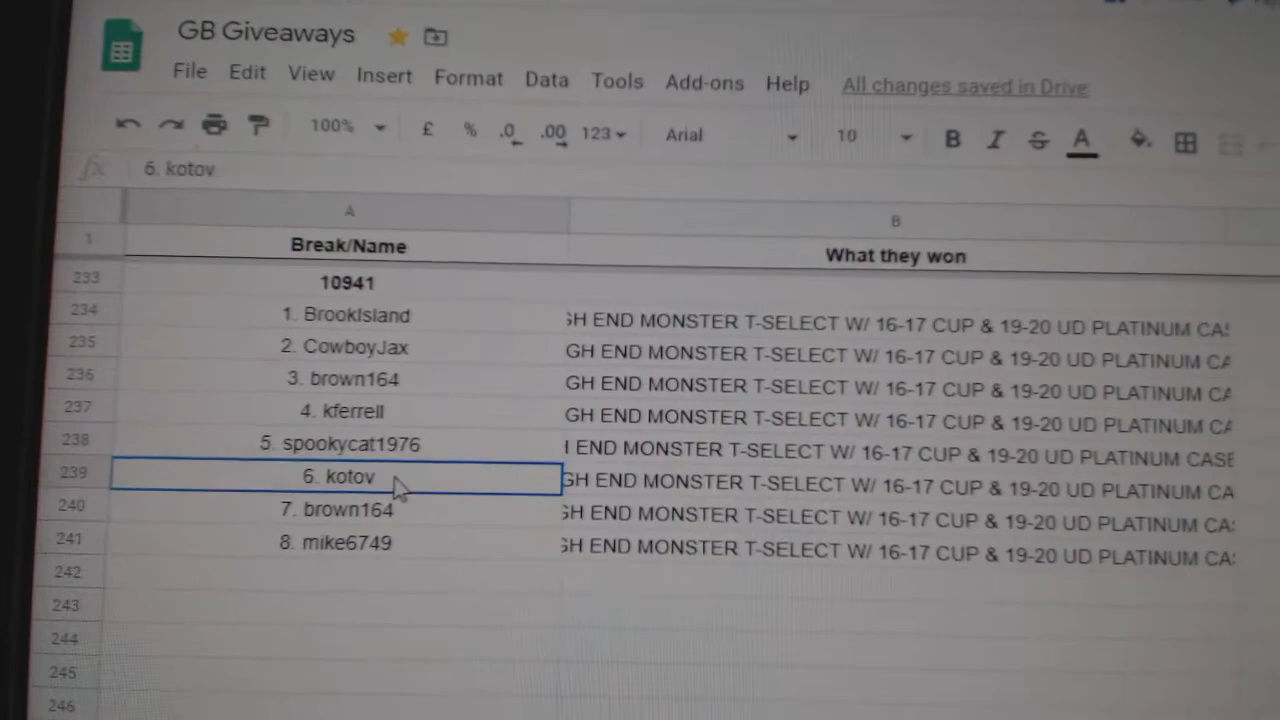 GB Giveaways
File Edit View Insert Format Data Tools Add-ons Help All changes saved in Drive
100% £ % .0 .00 123 Arial 10 B I S A
fx 6. kotov
A B
1 Break/Name What they won
233 10941
234 1. BrookIsland GH END MONSTER T-SELECT W/ 16-17 CUP & 19-20 UD PLATINUM CAS
235 2. CowboyJax GH END MONSTER T-SELECT W/ 16-17 CUP & 19-20 UD PLATINUM CA
236 3. brown164 GH END MONSTER T-SELECT W/ 16-17 CUP & 19-20 UD PLATINUM CA
237 4. kferrell GH END MONSTER T-SELECT W/ 16-17 CUP & 19-20 UD PLATINUM CA
238 5. spookycat1976 H END MONSTER T-SELECT W/ 16-17 CUP & 19-20 UD PLATINUM CASE
239 6. kotov GH END MONSTER T-SELECT W/ 16-17 CUP & 19-20 UD PLATINUM CA
240 7. brown164 GH END MONSTER T-SELECT W/ 16-17 CUP & 19-20 UD PLATINUM CAS
241 8. mike6749 GH END MONSTER T-SELECT W/ 16-17 CUP & 19-20 UD PLATINUM CAS
242
243
244
245
246